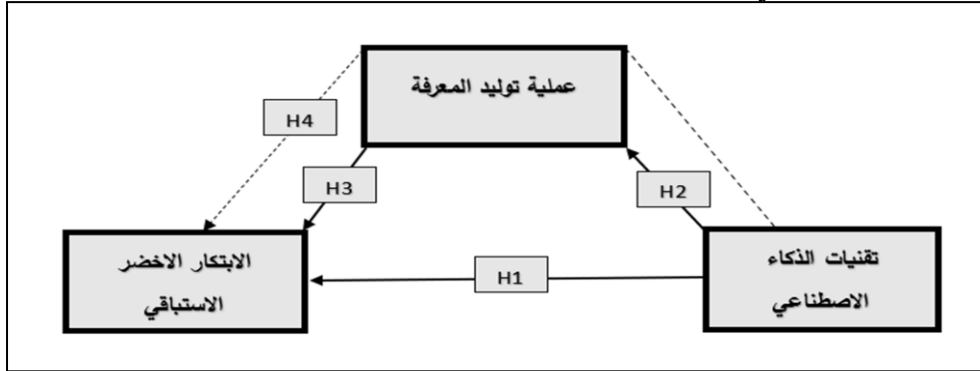 عملية توليد المعرفة
H4
H3
H2
الابتكار الاخضر
الاستباقي
H1
تقنيات الذكاء
الاصطناعي